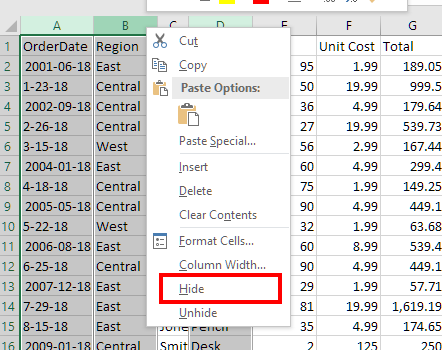 A B C D E F G
1 OrderDate Region Unit Cost Total
2 2001-06-18 East 95 1.99 189.05
3 1-23-18 Central 50 19.99 999.5
4 2002-09-18 Central 36 4.99 179.64
5 2-26-18 Central 27 19.99 539.73
6 3-15-18 West 56 2.99 167.44
7 2004-01-18 East 60 4.99 299.4
8 4-18-18 Central 75 1.99 149.25
9 2005-05-18 Central 90 4.99 449.1
10 5-22-18 West 32 1.99 63.68
11 2006-08-18 East 60 8.99 539.4
12 6-25-18 Central 90 4.99 449.1
13 2007-12-18 East 29 1.99 57.71
14 7-29-18 East 81 19.99 1,619.19
15 8-15-18 East Jone Pencil 35 4.99 174.65
16 2009-01-18 Central Smit Desk 2 125 250
Cut
Copy
Paste Options:
Paste Special...
Insert
Delete
Clear Contents
Format Cells...
Column Width...
Hide
Unhide